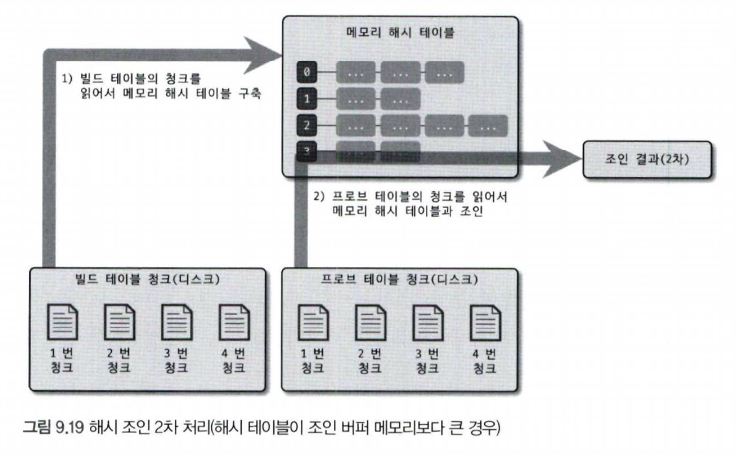 메모리 해시 테이블
1) 빌드 테이블의 청크를
읽어서 메모리 해시 테이블 구축
0 ... ... ...
1 ... ...
2 ... ... ... ...
3
조인 결과(2차)
2) 프로브 테이블의 청크를 읽어서
메모리 해시 테이블과 조인
빌드 테이블 청크(디스크)
1 번
청크
2 번
청크
3 번
청크
4 번
청크
프로브 테이블 청크(디스크)
1 번
청크
2 번
청크
3 번
청크
4 번
청크
그림 9.19 해시 조인 2차 처리(해시 테이블이 조인 버퍼 메모리보다 큰 경우)